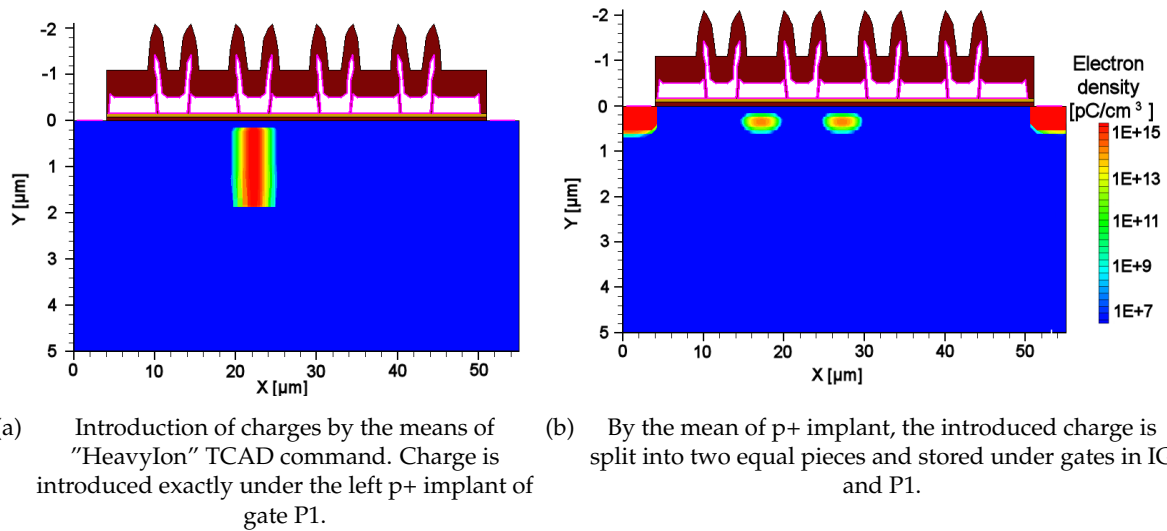 -2
-1
0
1
2
3
4
5
Y [µm]
0 10 20 30 40 50
X [µm]
-2
-1
0
1
2
3
4
5
Y [µm]
0 10 20 30 40 50
X [µm]
Electron
density
[pC/cm³ ]
1E+15
1E+13
1E+11
1E+9
1E+7
a) Introduction of charges by the means of
"HeavyIon" TCAD command. Charge is
introduced exactly under the left p+ implant of
gate P1.
(b) By the mean of p+ implant, the introduced charge is
split into two equal pieces and stored under gates in IC
and P1.